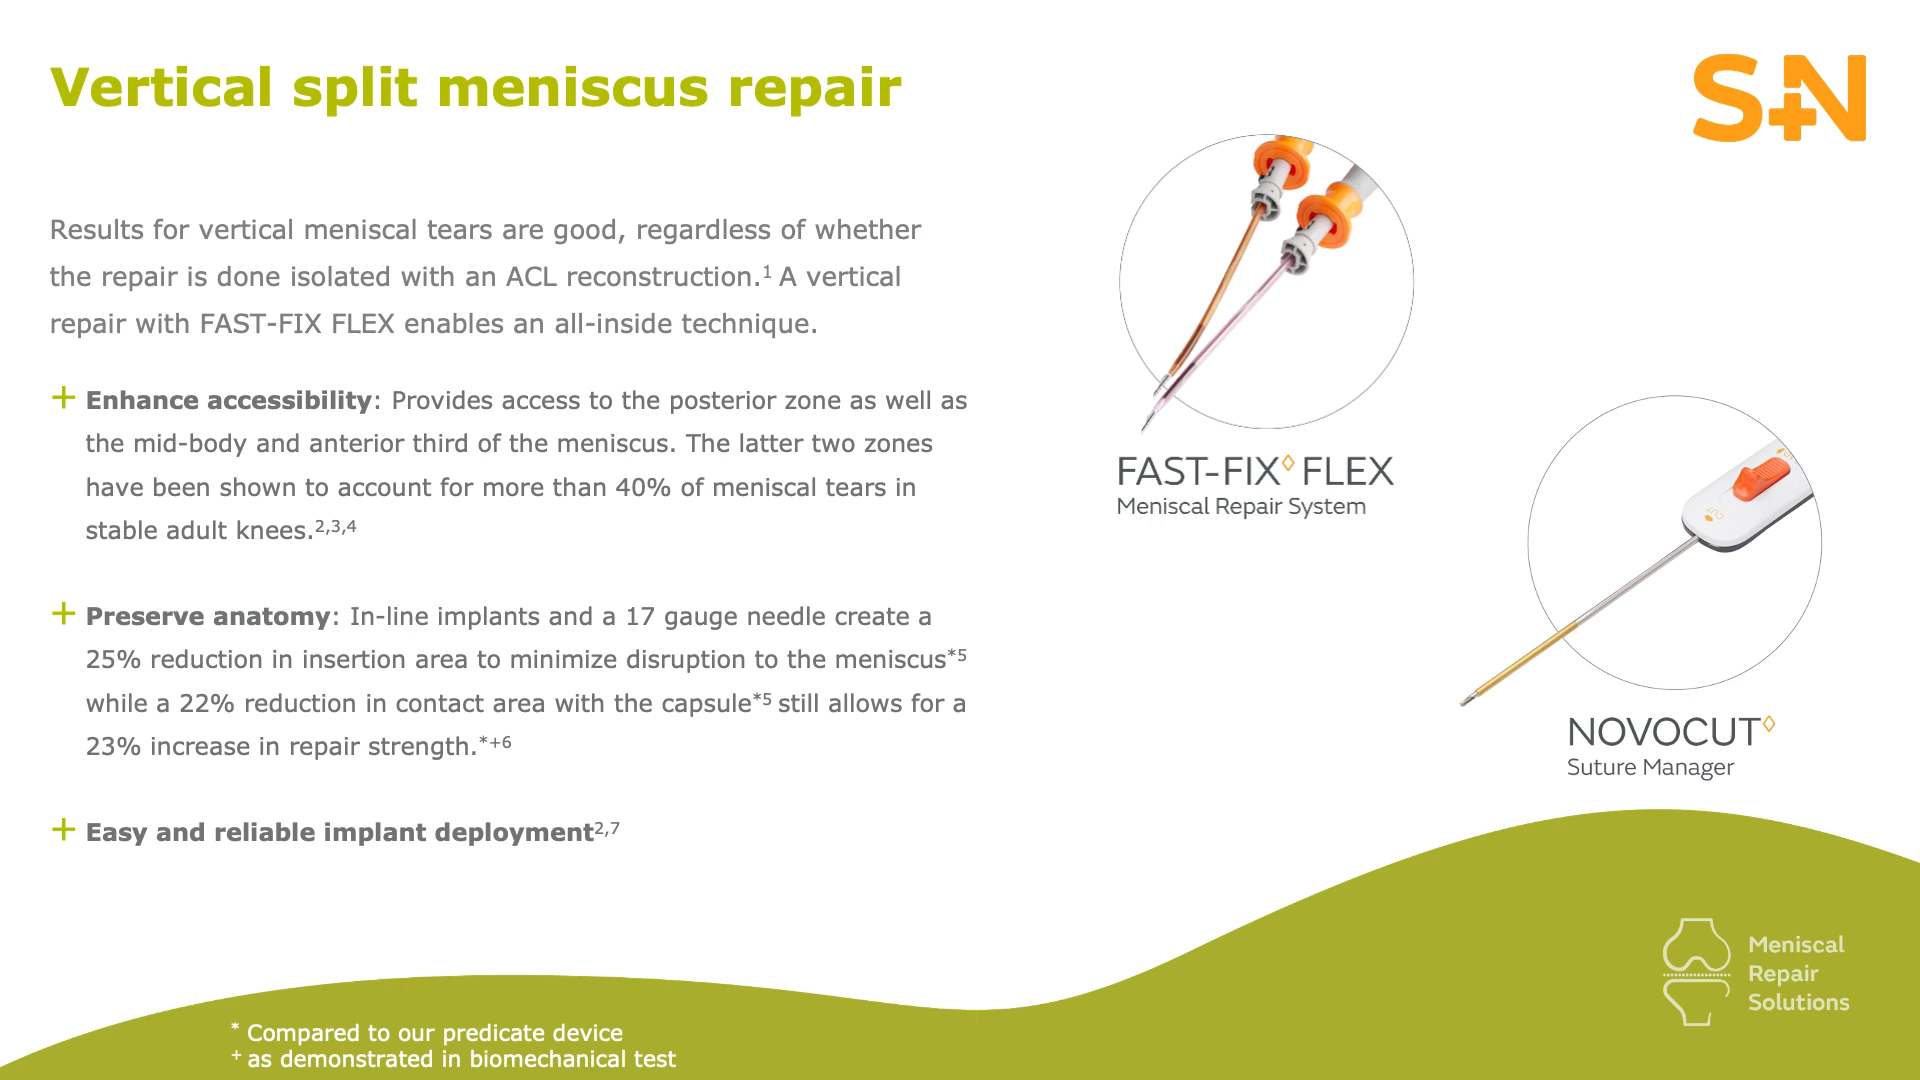 Vertical split meniscus repair
S+N
Results for vertical meniscal tears are good, regardless of whether
the repair is done isolated with an ACL reconstruction.1 A vertical
repair with FAST-FIX FLEX enables an all-inside technique.
+ Enhance accessibility: Provides access to the posterior zone as well as
the mid-body and anterior third of the meniscus. The latter two zones
have been shown to account for more than 40% of meniscal tears in
stable adult knees.2,3,4
+ Preserve anatomy: In-line implants and a 17 gauge needle create a
25% reduction in insertion area to minimize disruption to the meniscus*5
while a 22% reduction in contact area with the capsule*5 still allows for a
23% increase in repair strength.*+6
+ Easy and reliable implant deployment2,7
FAST-FIX◊ FLEX
Meniscal Repair System
CUT
NOVOCUT◊
Suture Manager
Meniscal
Repair
Solutions
* Compared to our predicate device
+ as demonstrated in biomechanical test